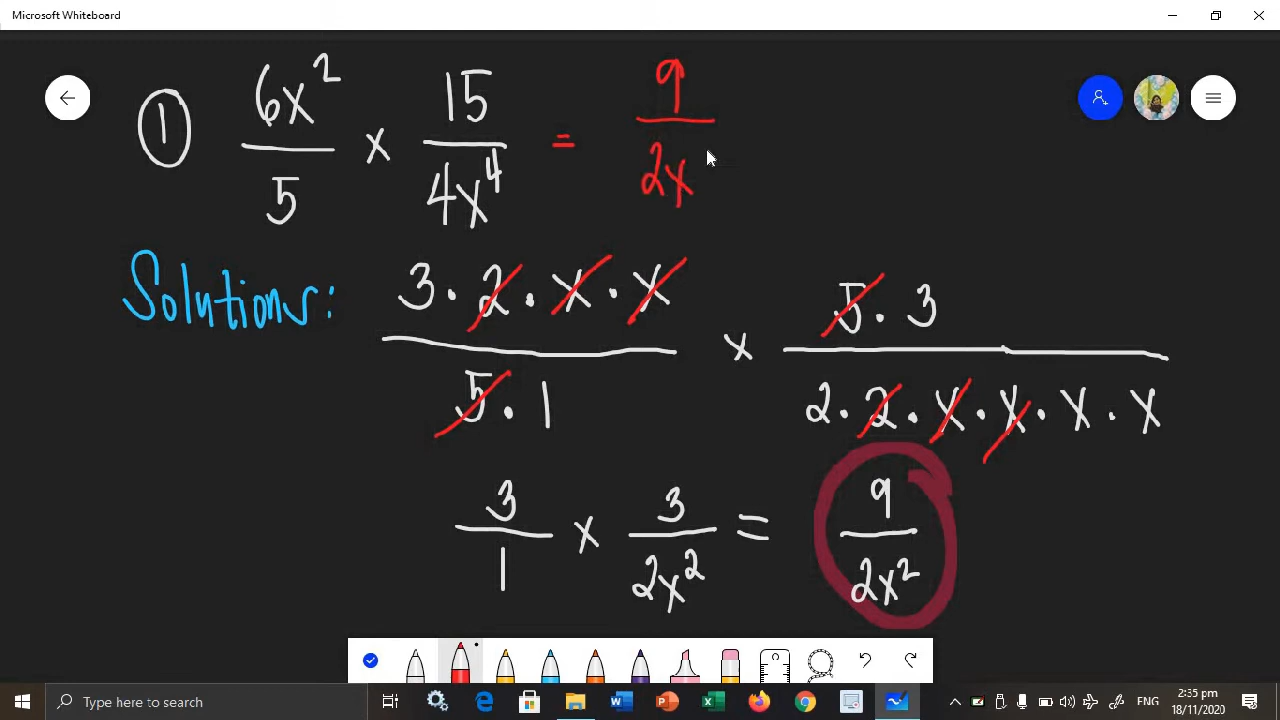 Microsoft Whiteboard
① 6x²/5 x 15/4x⁴ = 9/2x
Solutions: 3 · 2 · x · x / 5 · 1 x 5 · 3 / 2 · 2 · x · x · x · x
3/1 x 3/2x² = 9/2x²
Type here to search
ENG
2:35 pm
18/11/2020